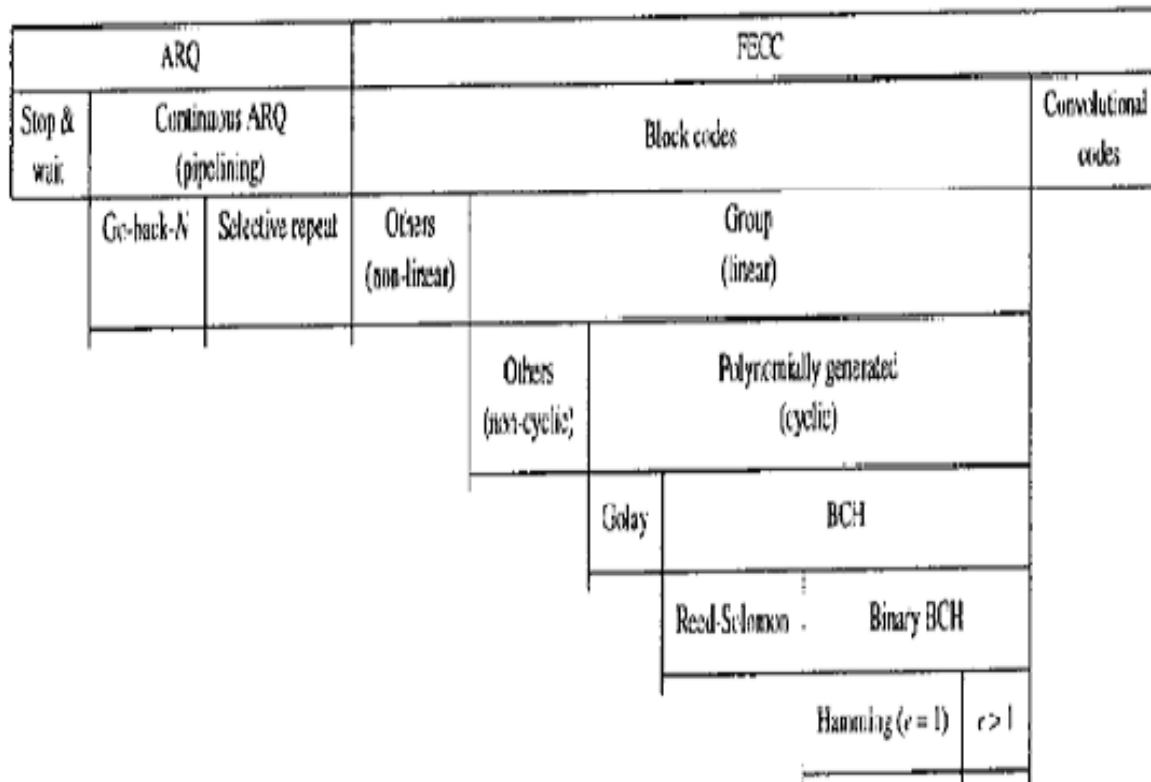 ARQ
FECC
Stop &
wait
Continuous ARQ
(pipelining)
Block codes
Convolutional
codes
Go-back-N
Selective repeat
Others
(non-linear)
Group
(linear)
Others
(non-cyclic)
Polynomially generated
(cyclic)
Golay
BCH
Reed-Solomon
Binary BCH
Hamming (e = 1)
e > 1